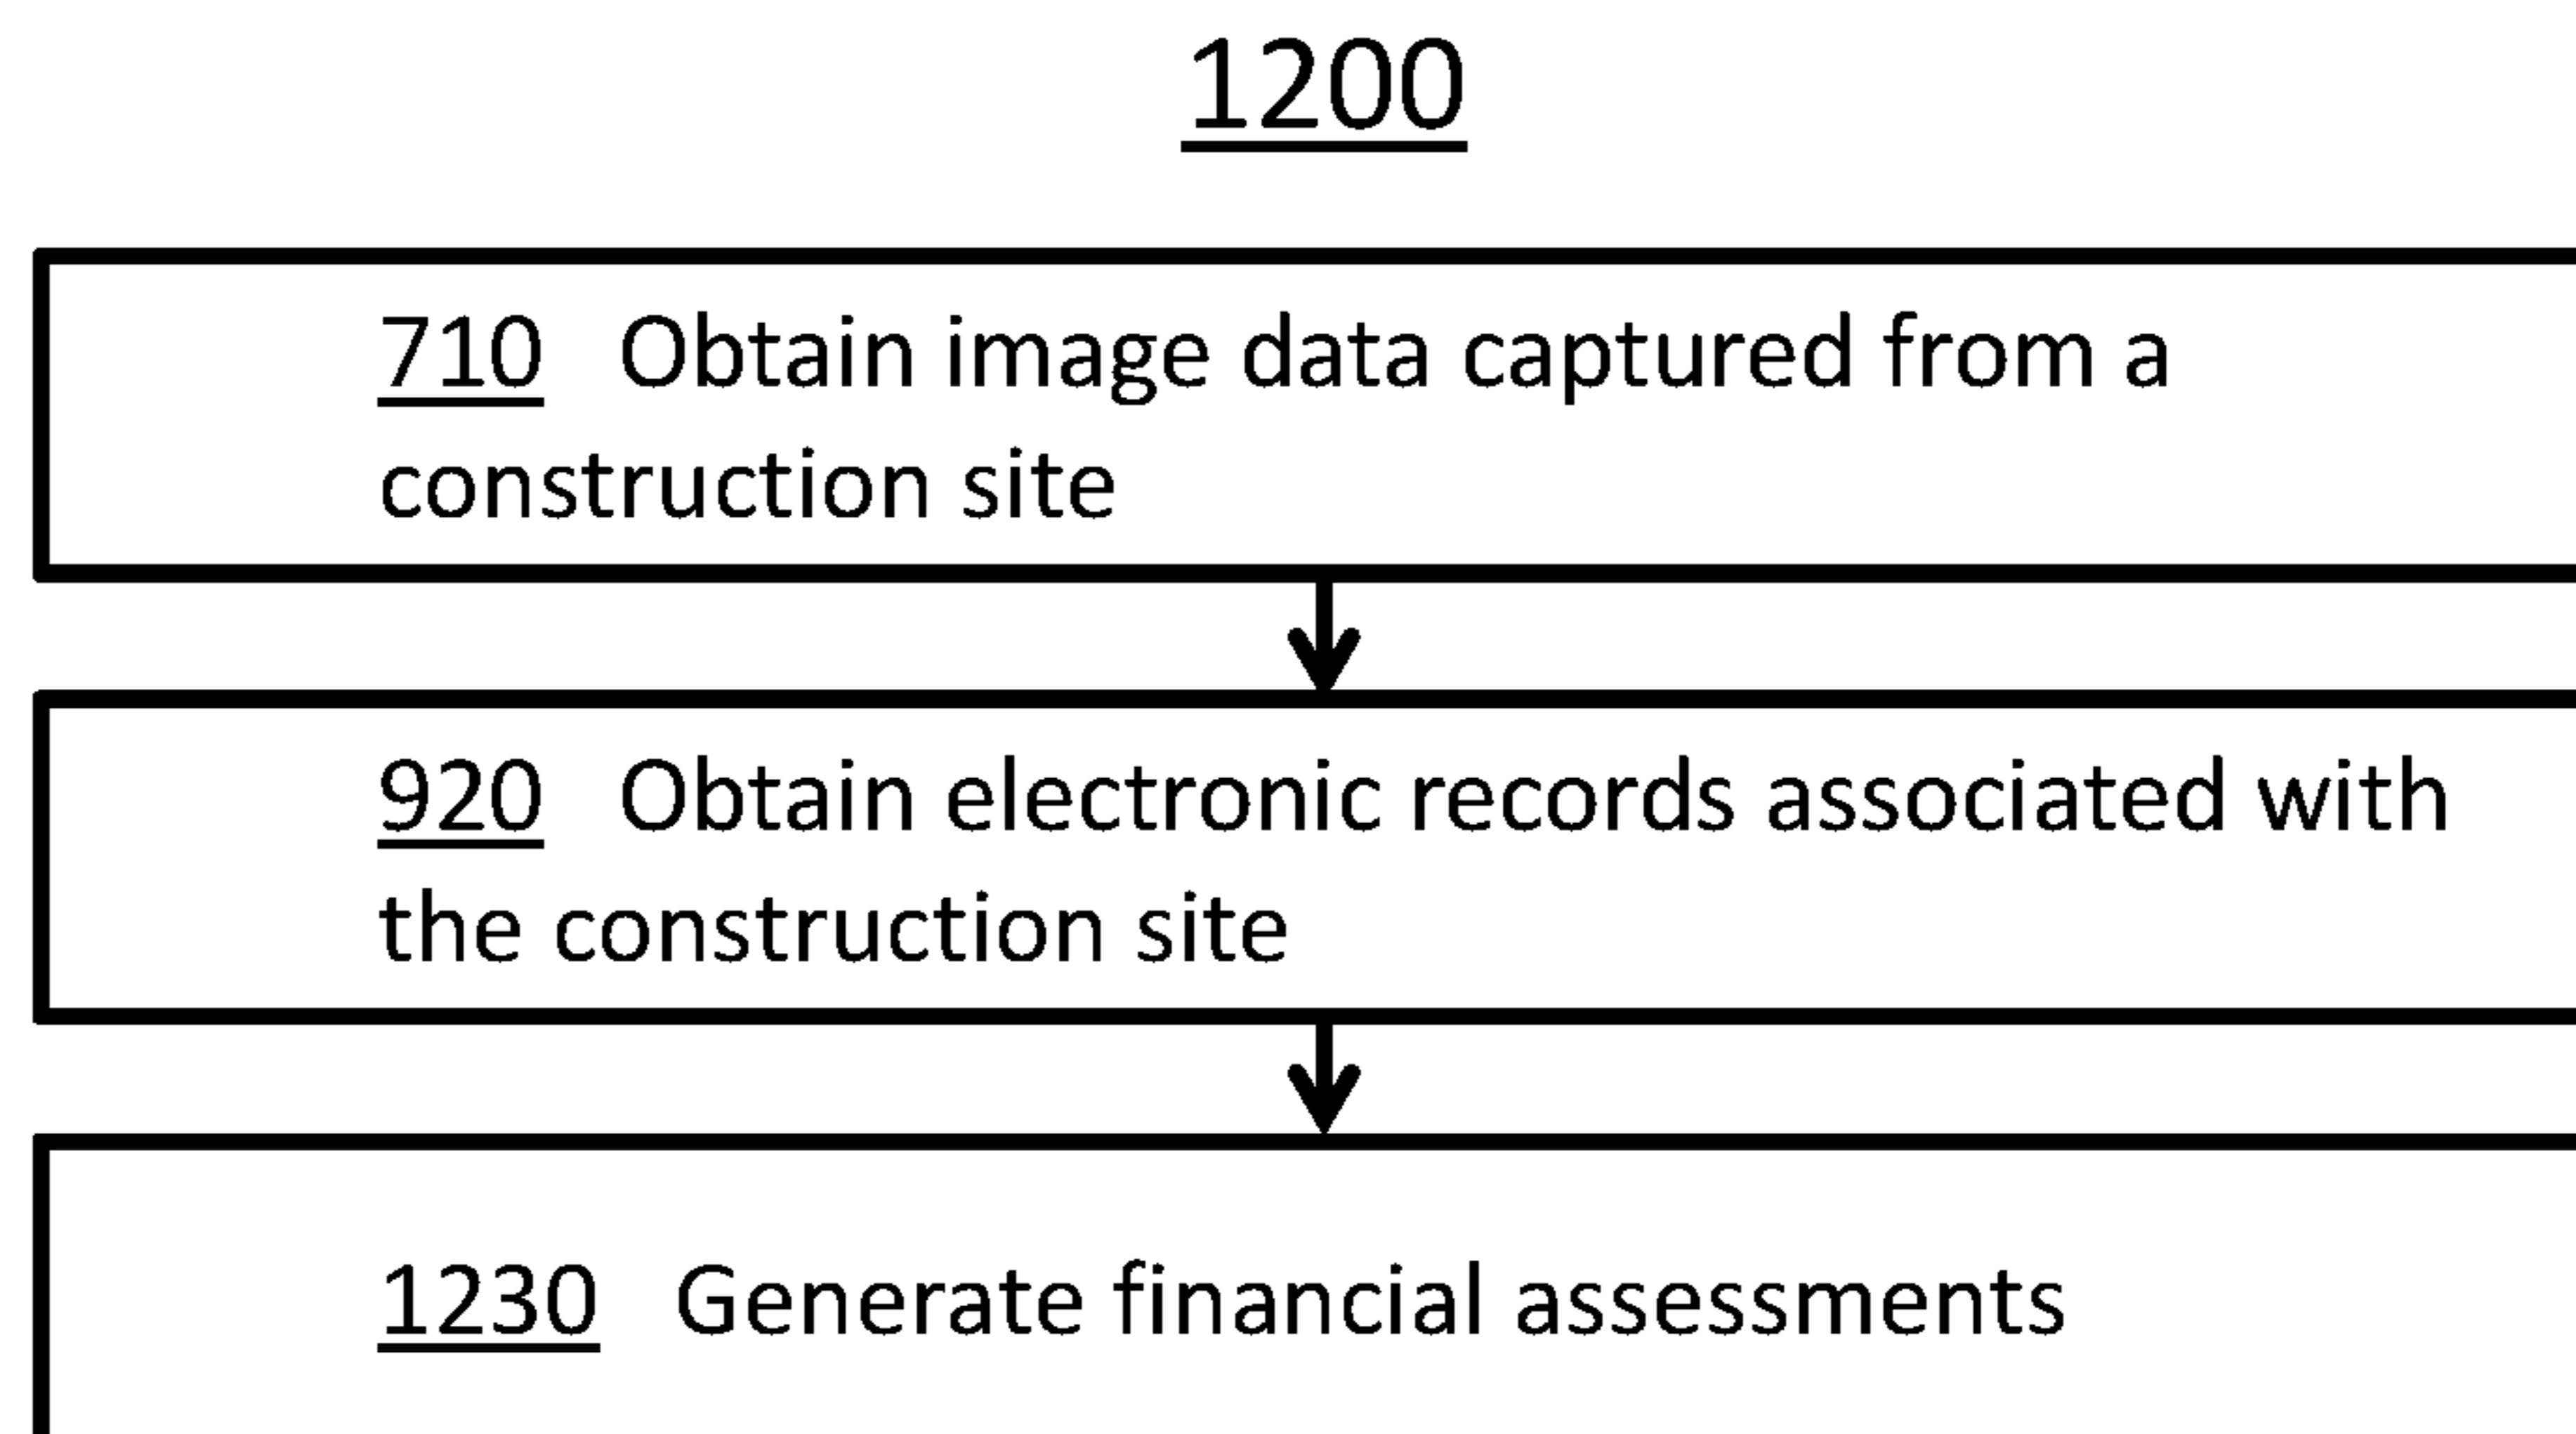 1200
710 Obtain image data captured from a
construction site
920 Obtain electronic records associated with
the construction site
1230 Generate financial assessments